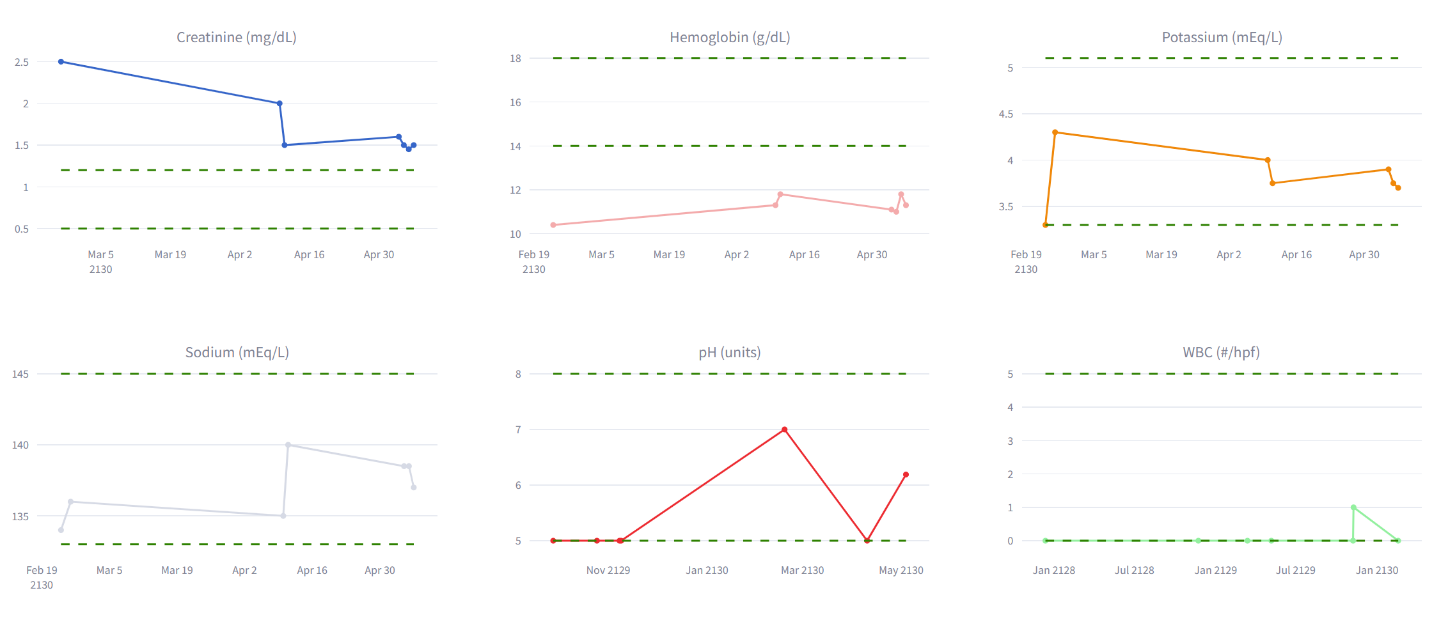 Creatinine (mg/dL)
2.5
2
1.5
1
0.5
Mar 5 Mar 19 Apr 2 Apr 16 Apr 30
2130
Hemoglobin (g/dL)
18
16
14
12
10
Feb 19 Mar 5 Mar 19 Apr 2 Apr 16 Apr 30
2130
Potassium (mEq/L)
5
4.5
4
3.5
Feb 19 Mar 5 Mar 19 Apr 2 Apr 16 Apr 30
2130
Sodium (mEq/L)
145
140
135
Feb 19 Mar 5 Mar 19 Apr 2 Apr 16 Apr 30
2130
pH (units)
8
7
6
5
Nov 2129 Jan 2130 Mar 2130 May 2130
WBC (#/hpf)
5
4
3
2
1
0
Jan 2128 Jul 2128 Jan 2129 Jul 2129 Jan 2130